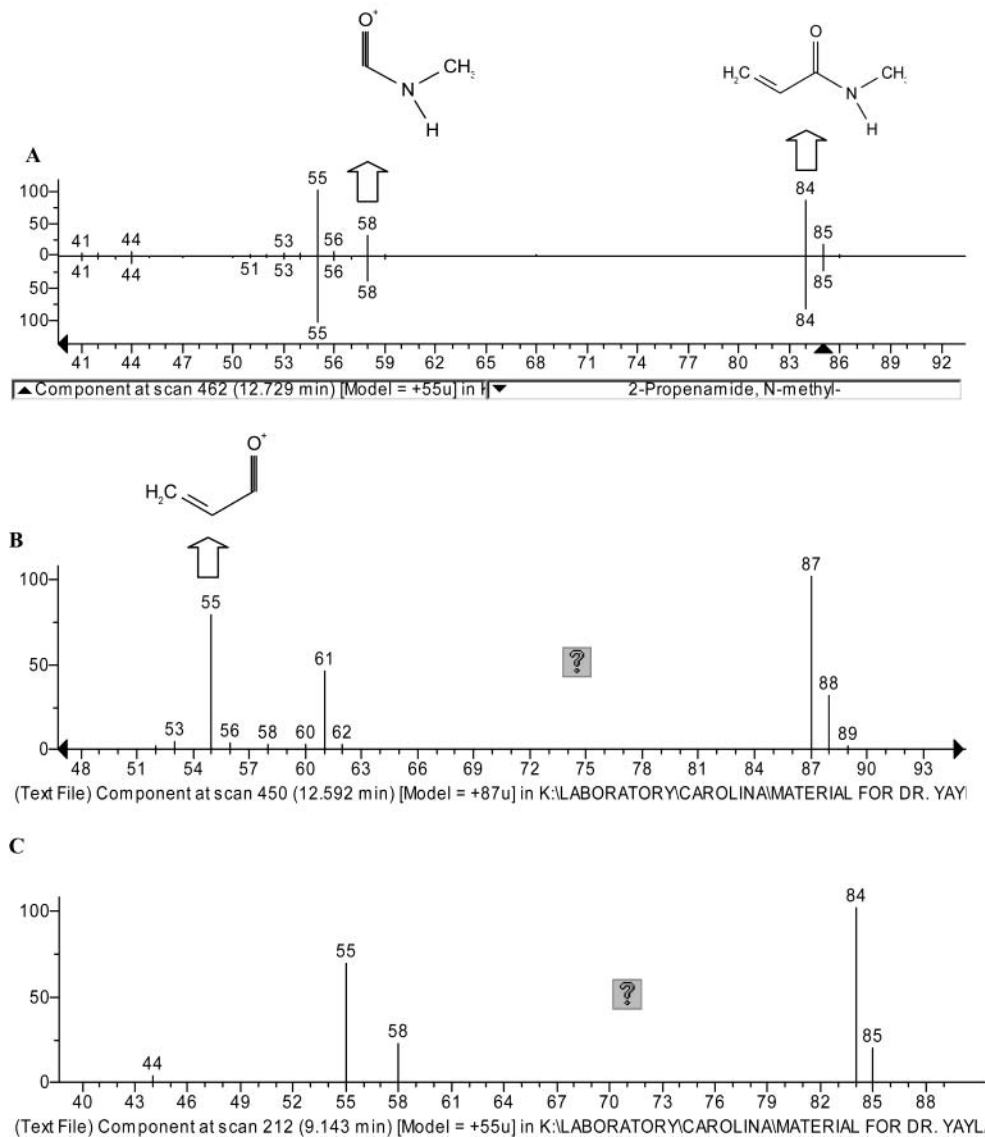 O⁺
O
CH₃
H₂C
CH₃
N
N
H
H
A
55
84
100
58
50
85
41
44
53
56
0
41
44
51
53
56
50
58
85
100
55
84
41 44 47 50 53 56 59 62 65 68 71 74 77 80 83 86 89 92
Component at scan 462 (12.729 min) [Model = +55u] in
2-Propenamide, N-methyl-
O⁺
H₂C
B
87
100
55
61
50
?
88
53 56 58 60 62 89
0
48 51 54 57 60 63 66 69 72 75 78 81 84 87 90 93
(Text File) Component at scan 450 (12.592 min) [Model = +87u] in K:\LABORATORY\CAROLINA\MATERIAL FOR DR. YAY
C
84
100
55
50
?
58
85
44
0
40 43 46 49 52 55 58 61 64 67 70 73 76 79 82 85 88
(Text File) Component at scan 212 (9.143 min) [Model = +55u] in K:\LABORATORY\CAROLINA\MATERIAL FOR DR. YAYL